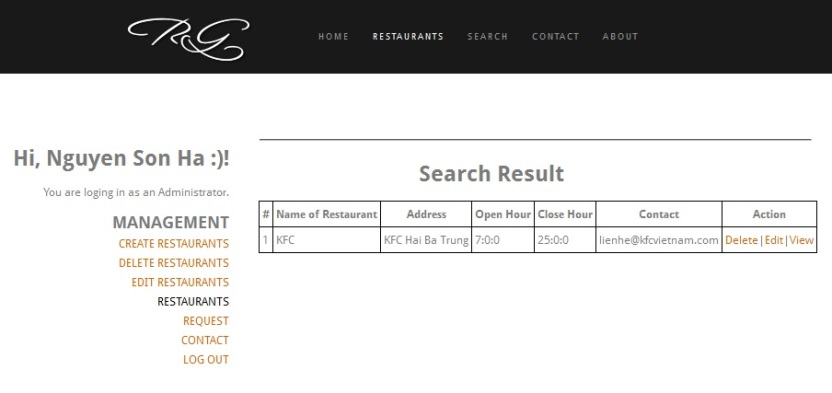 RG
HOME RESTAURANTS SEARCH CONTACT ABOUT
Hi, Nguyen Son Ha :)!
You are loging in as an Administrator.
MANAGEMENT
CREATE RESTAURANTS
DELETE RESTAURANTS
EDIT RESTAURANTS
RESTAURANTS
REQUEST
CONTACT
LOG OUT
Search Result
# Name of Restaurant Address Open Hour Close Hour Contact Action
1 KFC KFC Hai Ba Trung 7:0:0 25:0:0 lienhe@kfcvietnam.com Delete|Edit|View